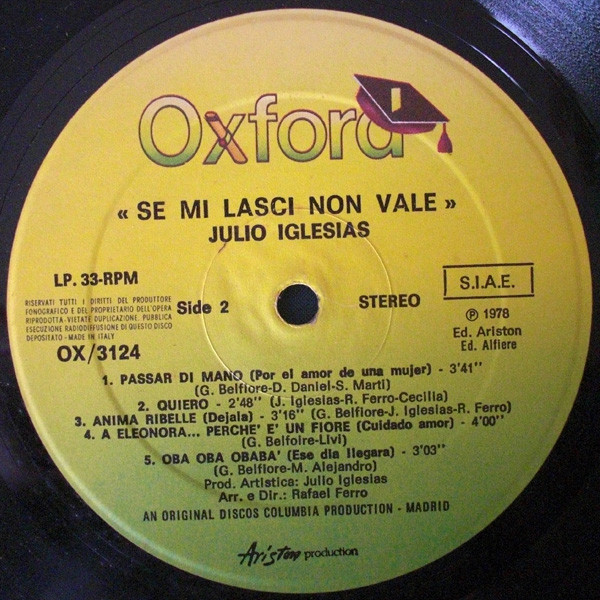 Oxford
« SE MI LASCI NON VALE »
JULIO IGLESIAS
LP. 33-RPM
RISERVATI TUTTI I DIRITTI DEL PRODUTTORE
FONOGRAFICO E DEL PROPRIETARIO DELL'OPERA
RIPRODOTTA-VIETATE DUPLICAZIONE, PUBBLICA
ESECUZIONE RADIODIFFUSIONE DI QUESTO DISCO
DEPOSITATO - MADE IN ITALY
OX/3124
Side 2
STEREO
S.I.A.E.
Ⓟ 1978
Ed. Ariston
Ed. Alfiere
1. PASSAR DI MANO (Por el amor de una mujer) - 3'41"
(G. Belfiore-D. Daniel-S. Marti)
2. QUIERO - 2'48" (J. Iglesias-R. Ferro-Cecilia)
3. ANIMA RIBELLE (Dejala) - 3'16" (G. Belfiore-J. Iglesias-R. Ferro)
4. A ELEONORA... PERCHE' E' UN FIORE (Cuidado amor) - 4'00"
(G. Belfoire-Livi)
5. OBA OBA OBABA' (Ese dia llegara) - 3'03"
(G. Belfiore-M. Alejandro)
Prod. Artistica: Julio Iglesias
Arr. e Dir.: Rafael Ferro
AN ORIGINAL DISCOS COLUMBIA PRODUCTION - MADRID
Ariston production